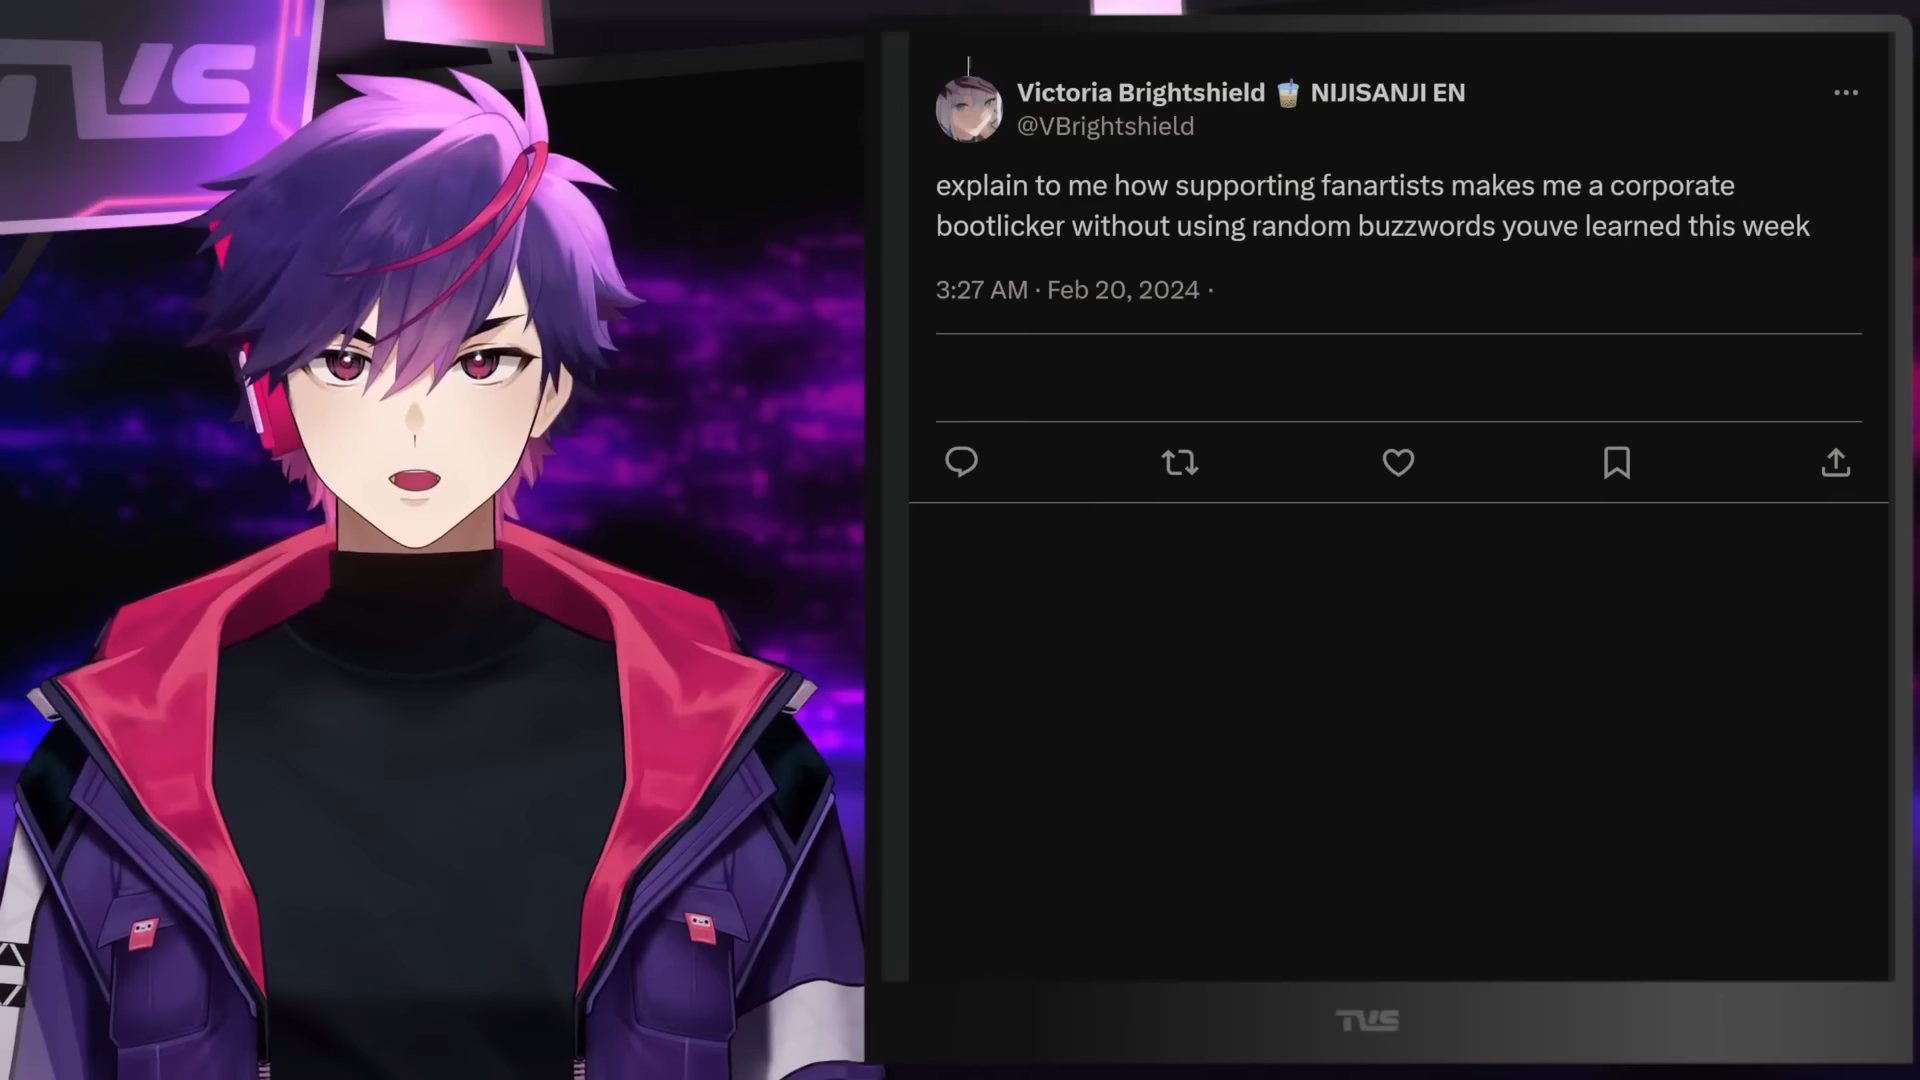 TVS
Victoria Brightshield 🧋 NIJISANJI EN
@VBrightshield
explain to me how supporting fanartists makes me a corporate
bootlicker without using random buzzwords youve learned this week
3:27 AM · Feb 20, 2024 ·
TVS